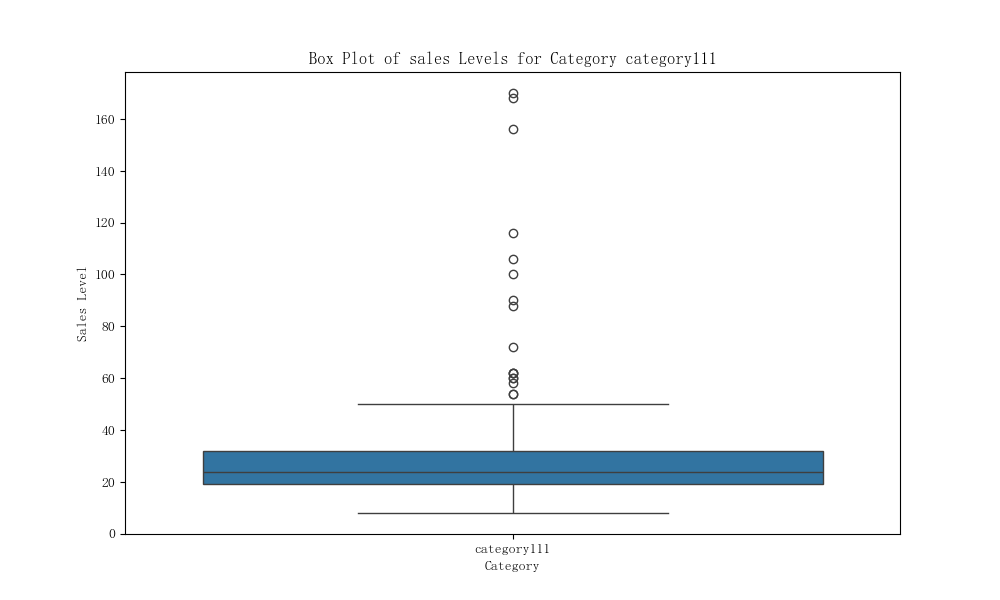 Box Plot of sales Levels for Category category111
Sales Level
160
140
120
100
80
60
40
20
0
category111
Category